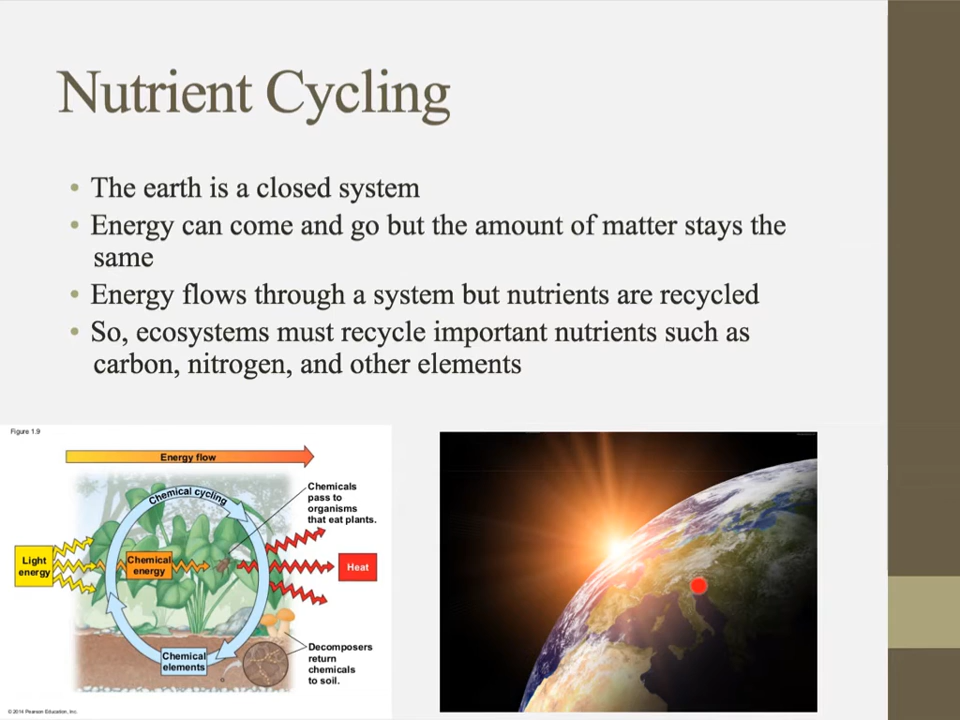 Nutrient Cycling
• The earth is a closed system
• Energy can come and go but the amount of matter stays the
same
• Energy flows through a system but nutrients are recycled
• So, ecosystems must recycle important nutrients such as
carbon, nitrogen, and other elements
Figure 1.9
Energy flow
Chemical cycling
Chemicals
pass to
organisms
that eat plants.
Light
energy
Chemical
energy
Heat
Chemical
elements
Decomposers
return
chemicals
to soil.
© 2014 Pearson Education, Inc.